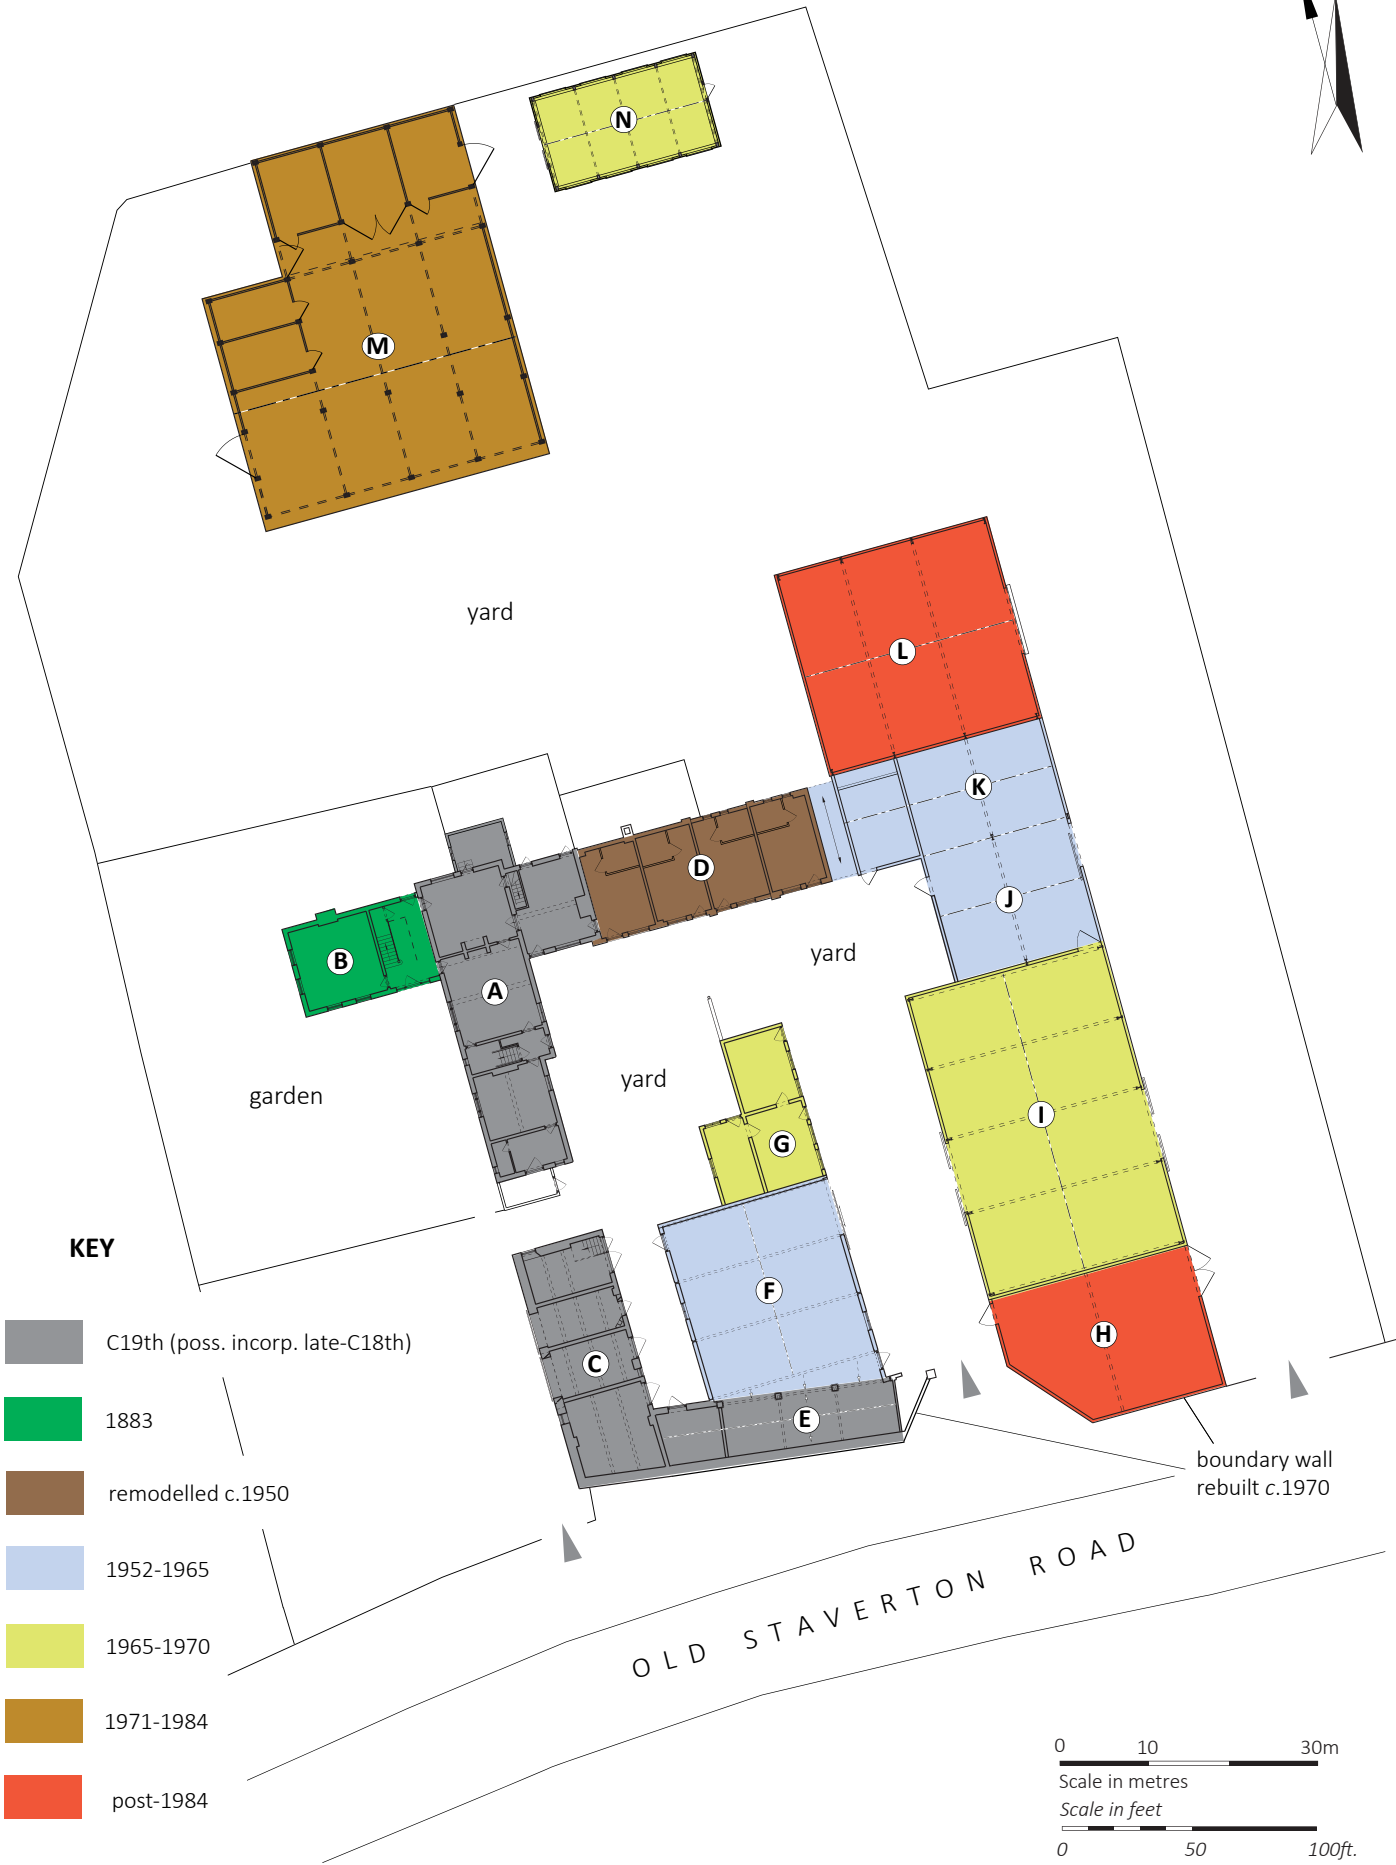 N
M
yard
L
K
D
J
yard
B
A
yard
garden
I
G
KEY
F
H
C19th (poss. incorp. late-C18th)
C
E
1883
boundary wall
rebuilt c.1970
remodelled c.1950
1952-1965
OLD STAVERTON ROAD
1965-1970
1971-1984
0 10 30m
Scale in metres
post-1984
Scale in feet
0 50 100ft.